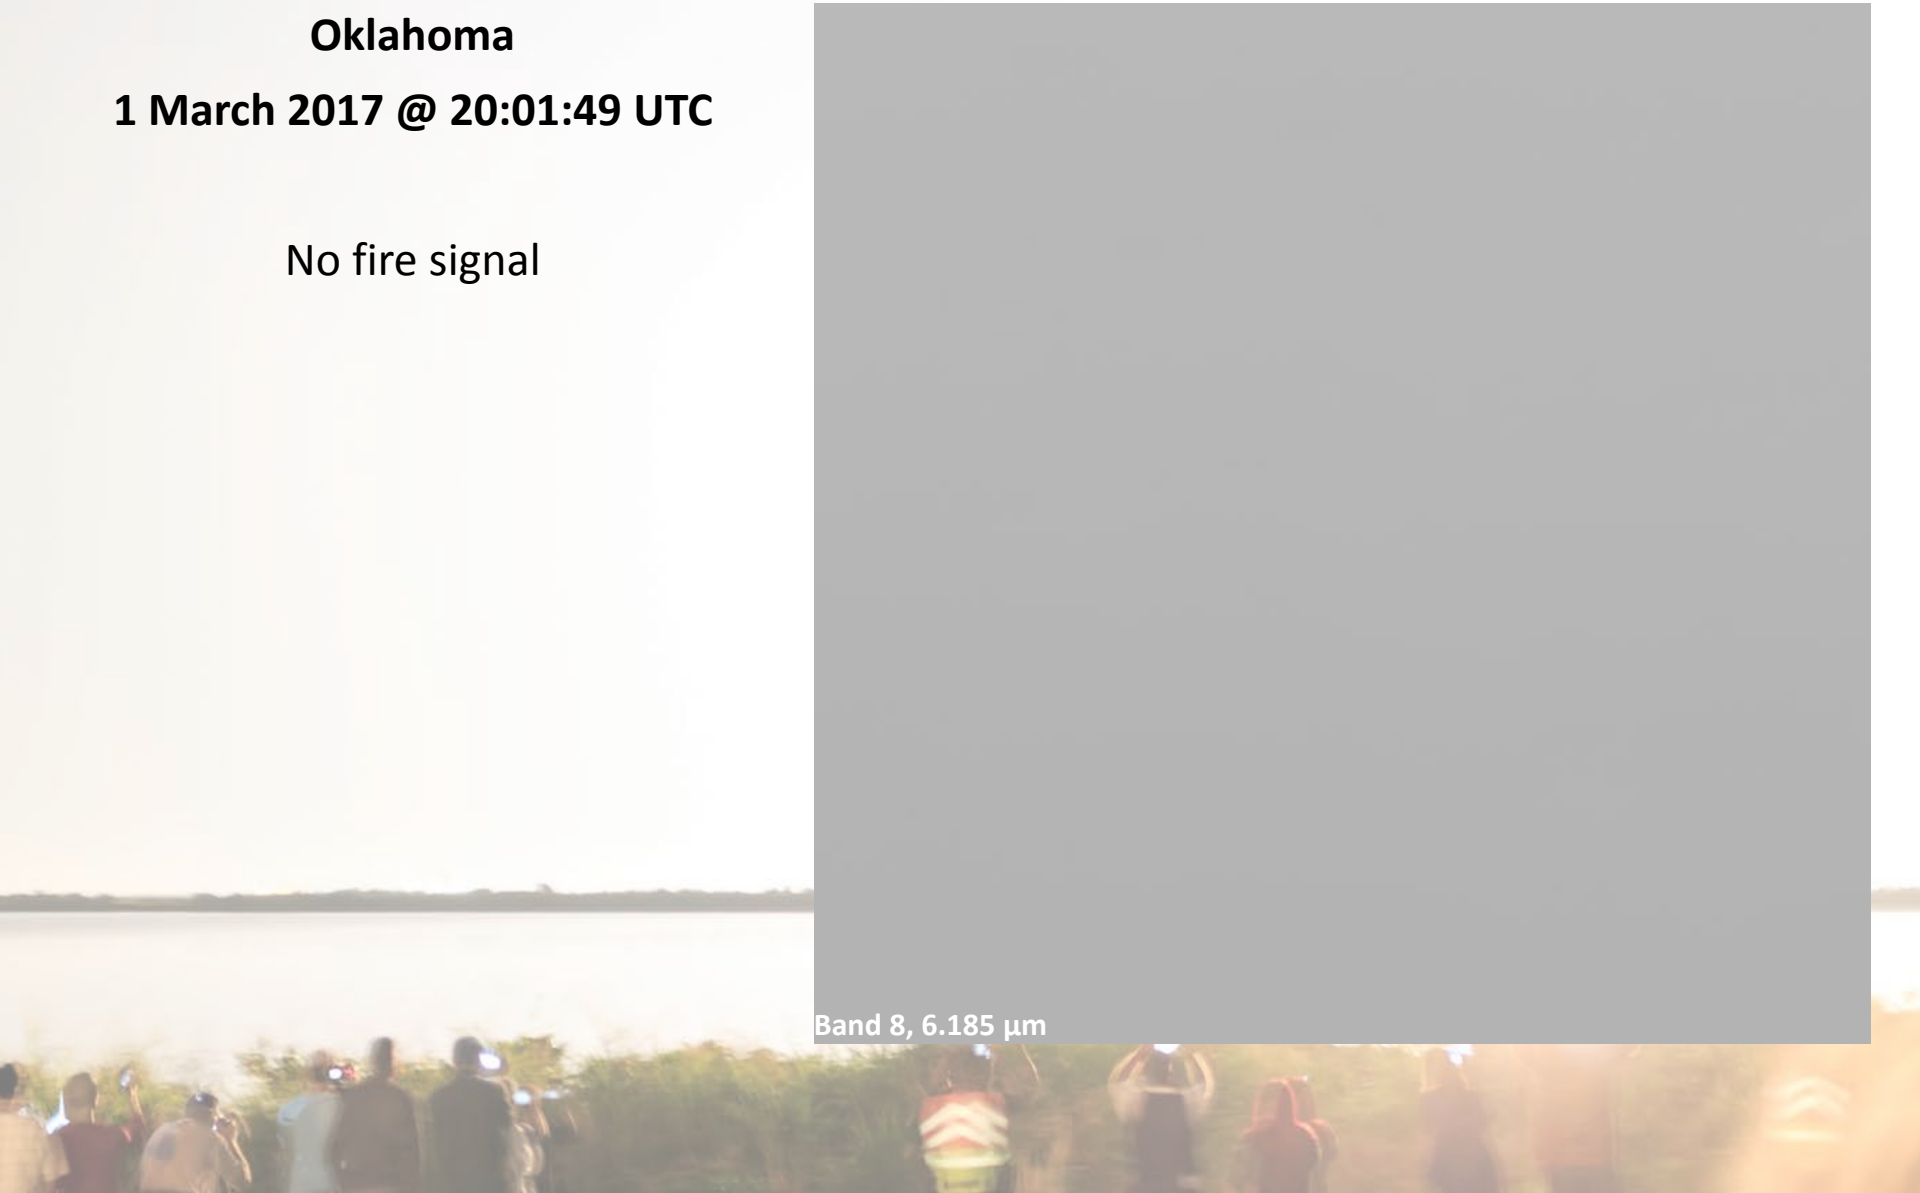 Oklahoma
1 March 2017 @ 20:01:49 UTC
No fire signal
Band 8, 6.185 µm